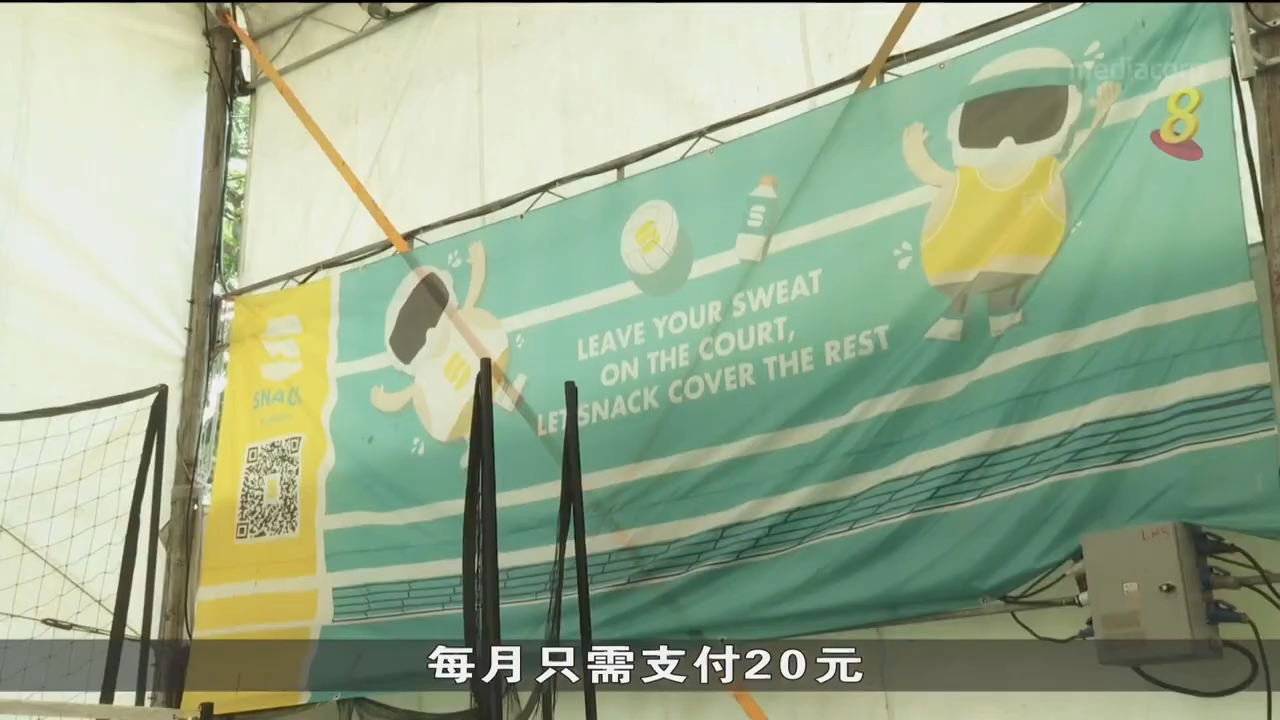 mediacorp
8
LEAVE YOUR SWEAT
ON THE COURT,
LET SNACK COVER THE REST
SNACK
LNS
每月只需支付20元